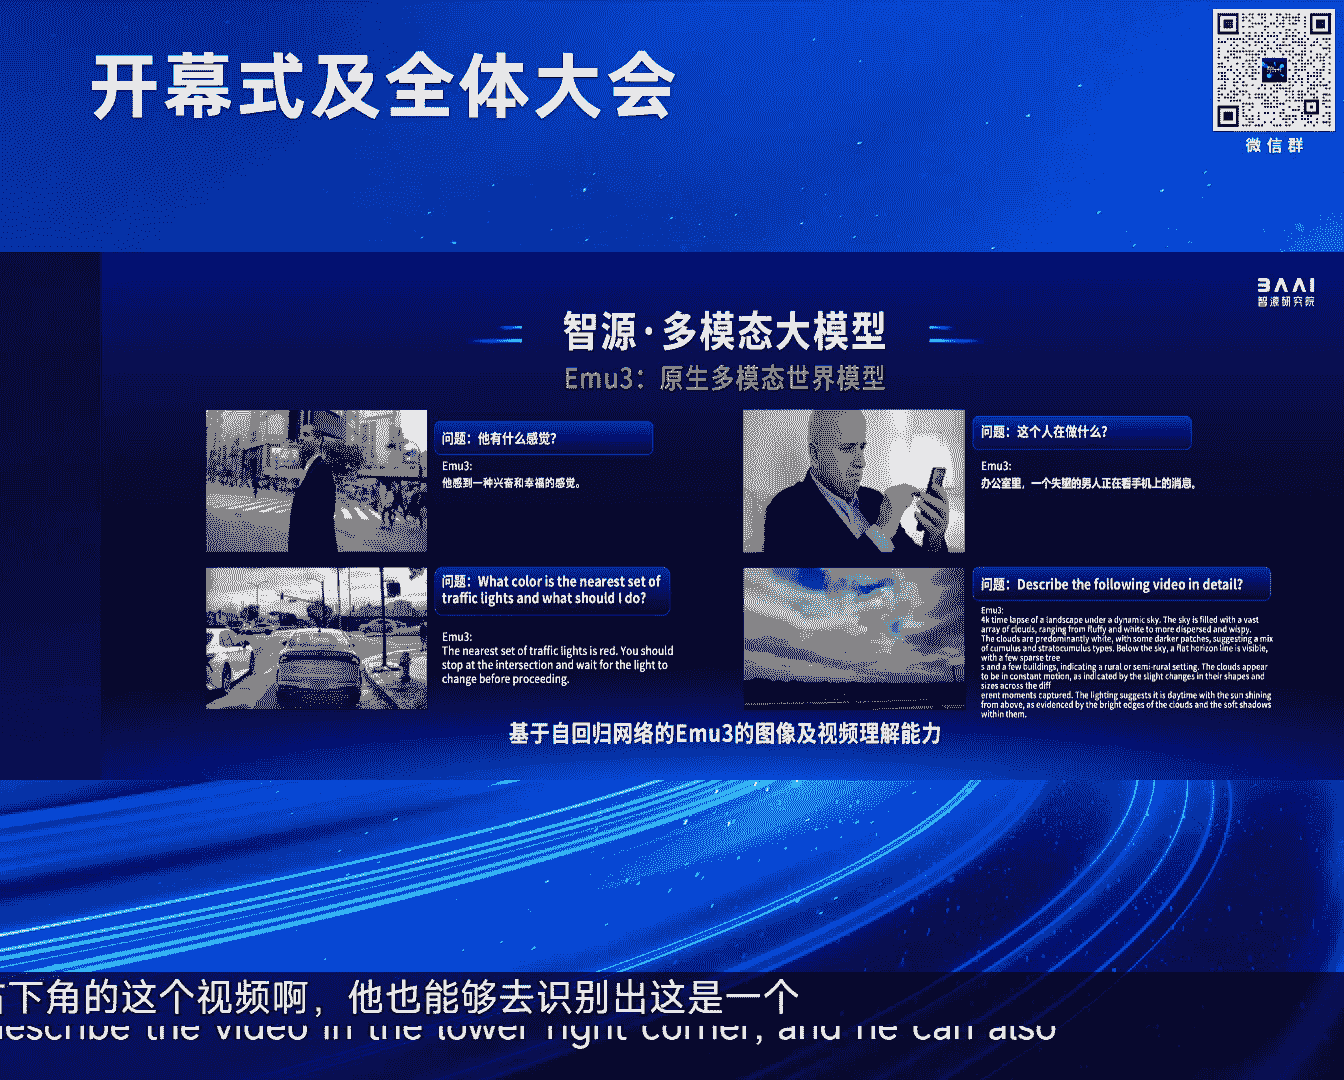 开幕式及全体大会
微信群
BAAI
智源研究院
智源·多模态大模型
Emu3：原生多模态世界模型
问题：他有什么感觉？
Emu3:
他感到一种兴奋和幸福的感觉。
问题：这个人在做什么？
Emu3:
办公室里，一个失望的男人正在看手机上的消息。
问题：What color is the nearest set of
traffic lights and what should I do?
Emu3:
The nearest set of traffic lights is red. You should
stop at the intersection and wait for the light to
change before proceeding.
问题：Describe the following video in detail?
Emu3:
4k time lapse of a landscape under a dynamic sky. The sky is filled with a vast
array of clouds, ranging from fluffy and white to more dispersed and wispy.
The clouds are predominantly white, with some darker patches, suggesting a mix
of cumulus and stratocumulus types. Below the sky, a flat horizon line is visible,
with a few sparse tree
s and a few buildings, indicating a rural or semi-rural setting. The clouds appear
to be in constant motion, as indicated by the slight changes in their shapes and
sizes across the diff
erent moments captured. The lighting suggests it is daytime with the sun shining
from above, as evidenced by the bright edges of the clouds and the soft shadows
within them.
基于自回归网络的Emu3的图像及视频理解能力
右下角的这个视频啊，他也能够去识别出这是一个
describe the video in the lower right corner, and he can also